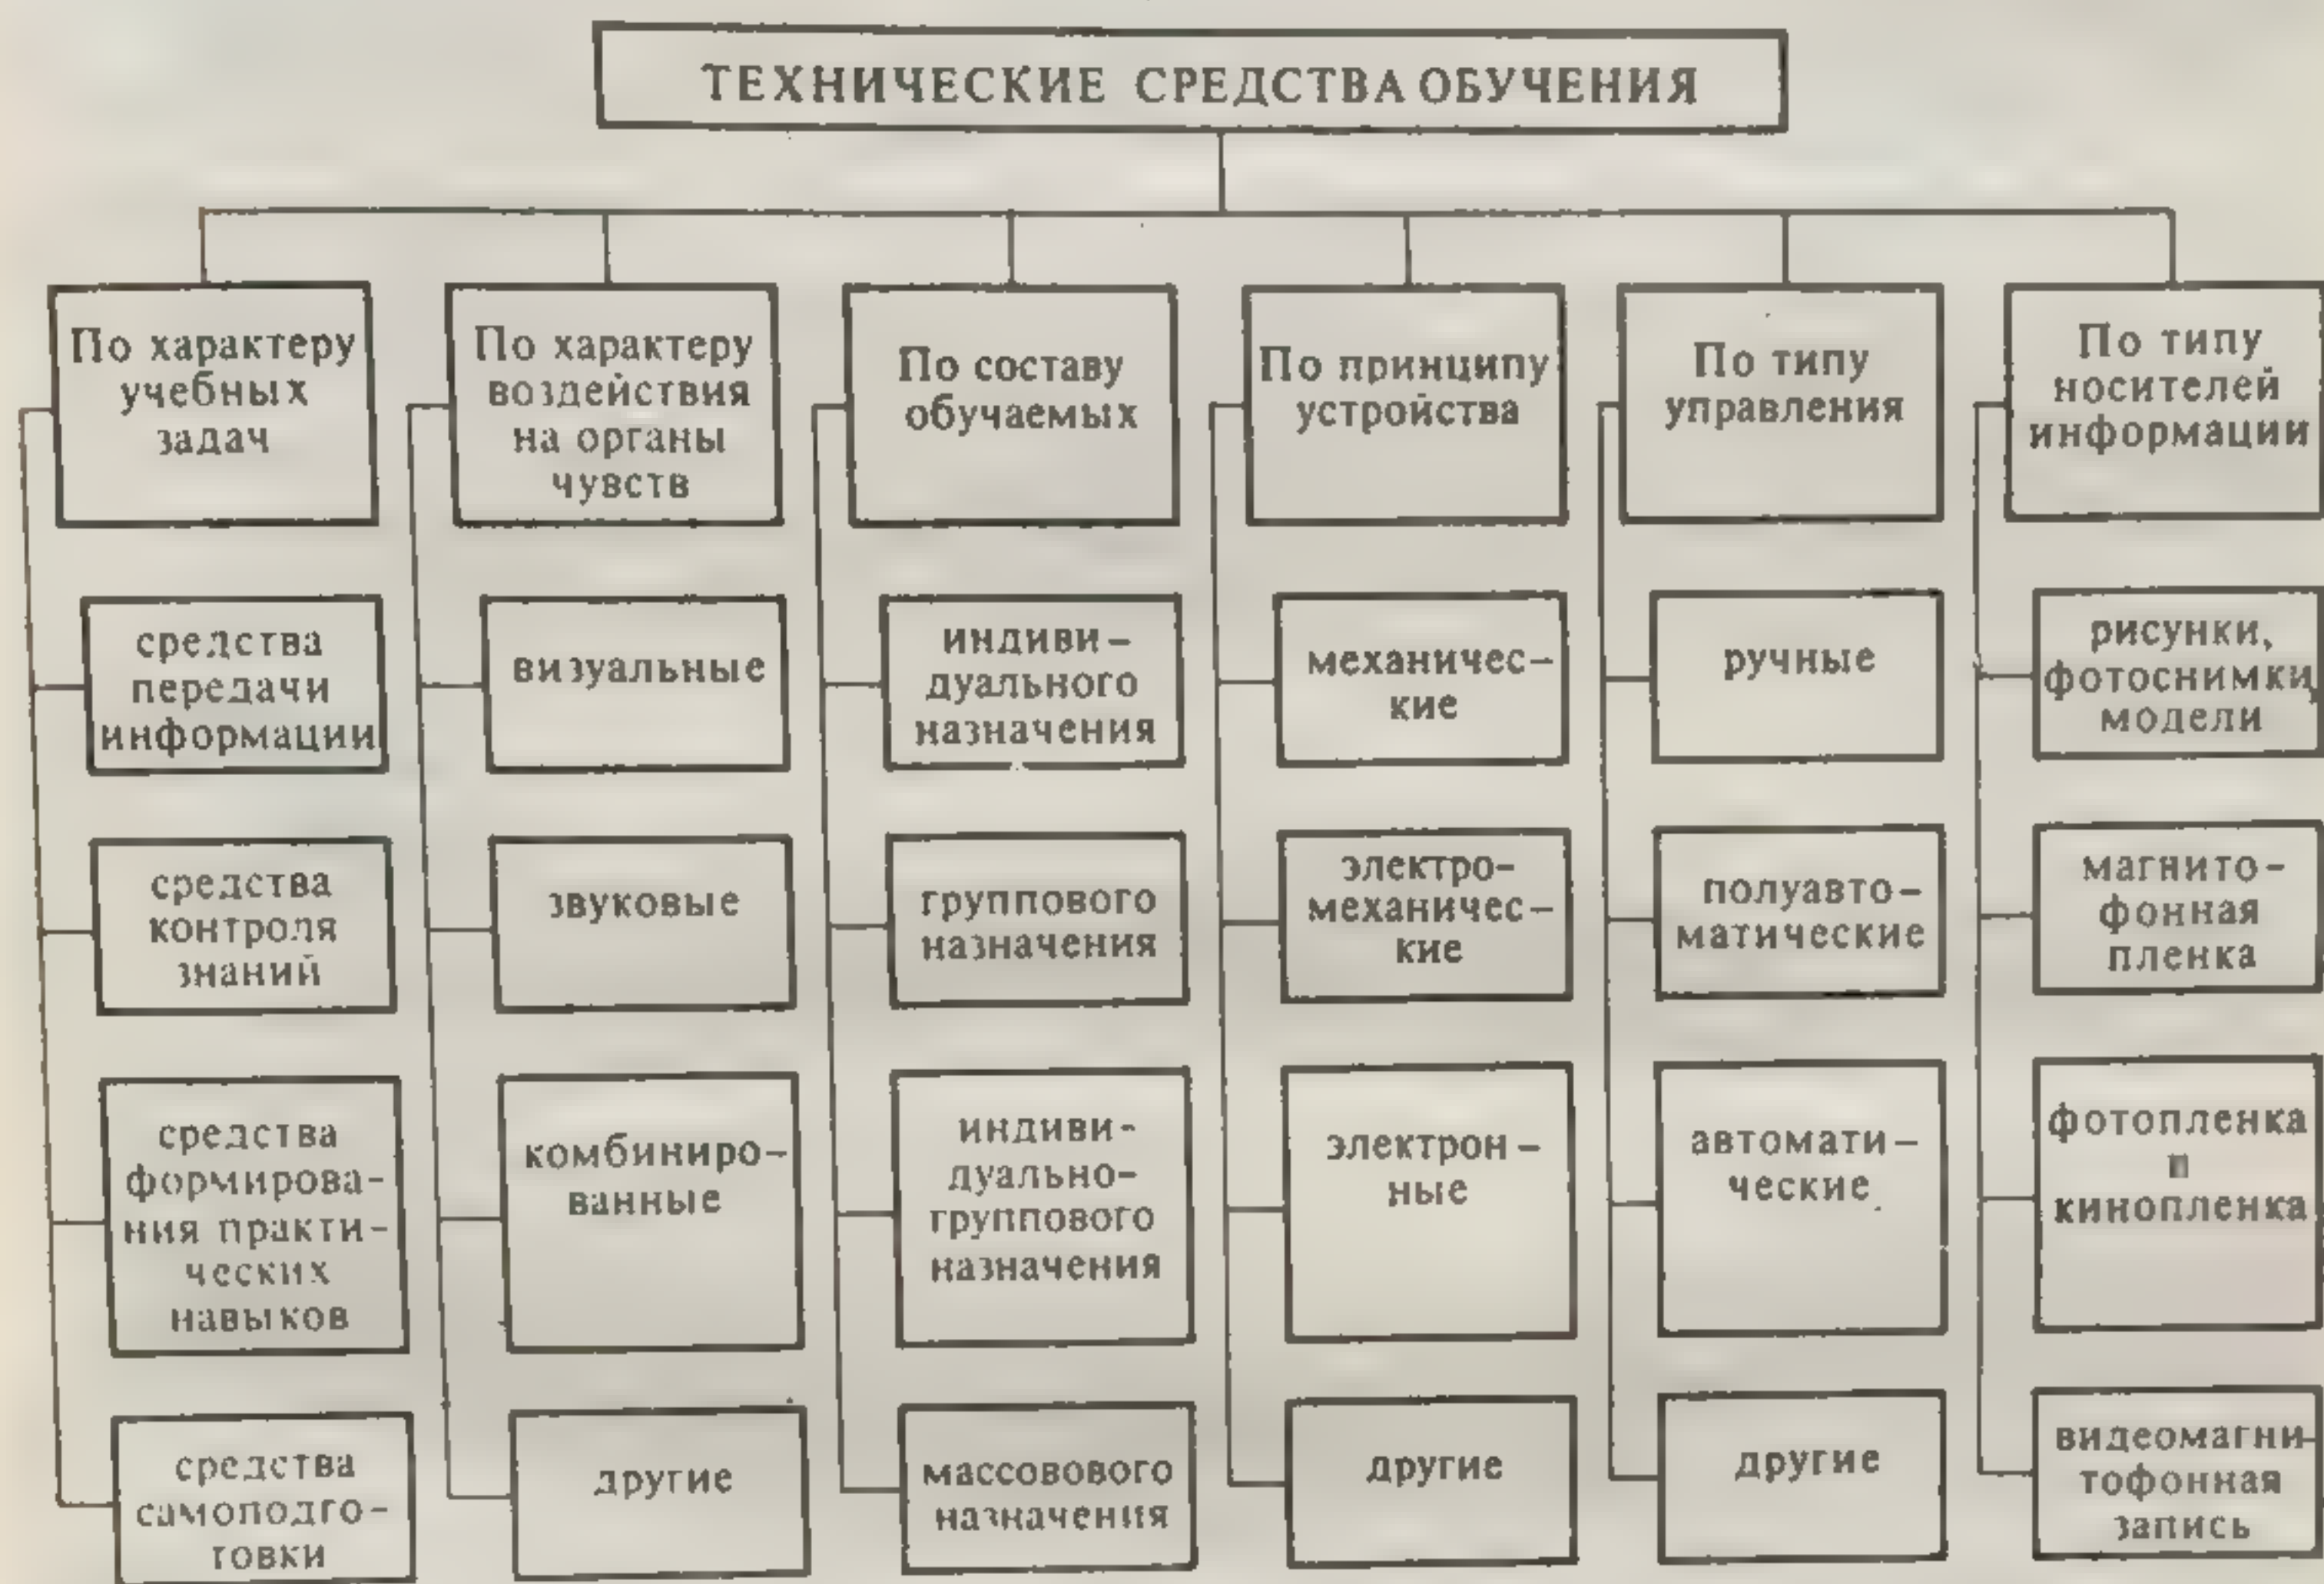 ТЕХНИЧЕСКИЕ СРЕДСТВА ОБУЧЕНИЯ
По характеру
учебных
задач
По характеру
воздействия
на органы
чувств
По составу
обучаемых
По принципу
устройства
По типу
управления
По типу
носителей
информации
средства
передачи
информации
визуальные
индиви–
дуального
назначения
механичес–
кие
ручные
рисунки,
фотоснимки,
модели
средства
контроля
знаний
звуковые
группового
назначения
электро-
механичес–
кие
полуавто–
матические
магнито–
фонная
пленка
средства
формирова-
ния практи–
ческих
навыков
комбиниро–
ванные
индиви-
дуально-
группового
назначения
электрон–
ные
автомати–
ческие
фотопленка
и
кинопленка
средства
самоподго–
товки
другие
массовового
назначения
другие
другие
видеомагни–
тофонная
запись